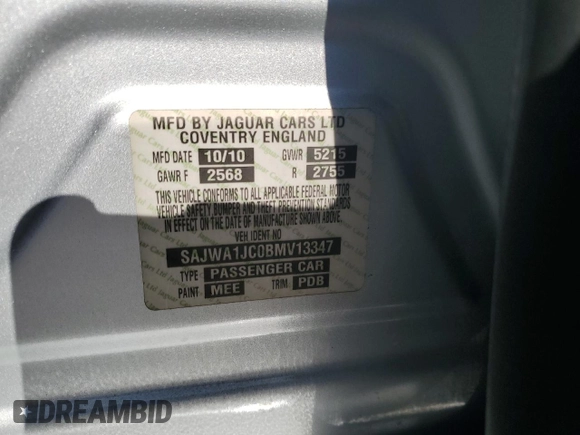 MFD BY JAGUAR CARS LTD
COVENTRY ENGLAND
MFD DATE 10/10 GVWR 5215
GAWR F 2568 R 2755
THIS VEHICLE CONFORMS TO ALL APPLICABLE FEDERAL MOTOR
VEHICLE SAFETY BUMPER AND THEFT PREVENTION STANDARDS
IN EFFECT ON THE DATE OF MANUFACTURE SHOWN ABOVE.
VEH IDENT NO
SAJWA1JC0BMV13347
TYPE PASSENGER CAR
PAINT MEE TRIM PDB
DREAMBID